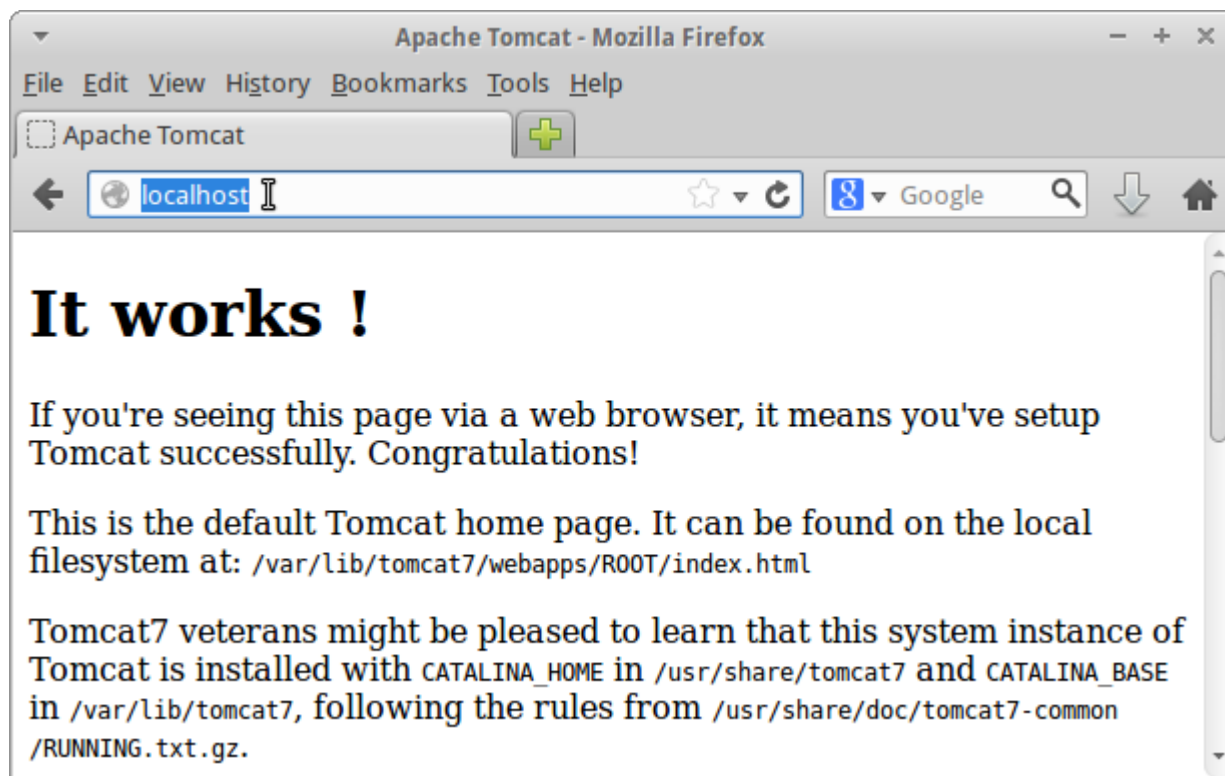 Apache Tomcat - Mozilla Firefox
File Edit View History Bookmarks Tools Help
Apache Tomcat
localhost
8 Google
It works !
If you're seeing this page via a web browser, it means you've setup
Tomcat successfully. Congratulations!
This is the default Tomcat home page. It can be found on the local
filesystem at: /var/lib/tomcat7/webapps/ROOT/index.html
Tomcat7 veterans might be pleased to learn that this system instance of
Tomcat is installed with CATALINA_HOME in /usr/share/tomcat7 and CATALINA_BASE
in /var/lib/tomcat7, following the rules from /usr/share/doc/tomcat7-common
/RUNNING.txt.gz.